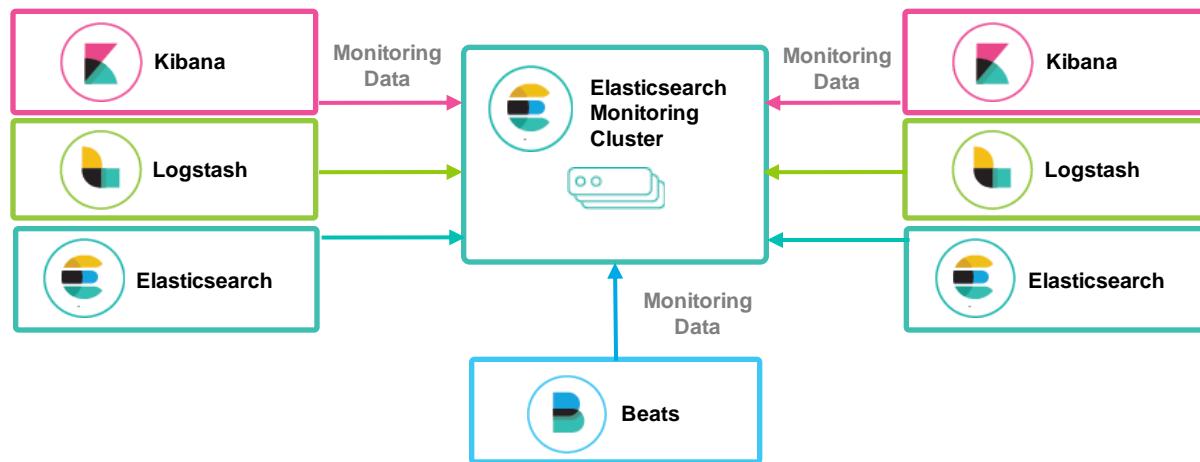 Kibana
Logstash
Elasticsearch
Monitoring
Data
Elasticsearch
Monitoring
Cluster
Monitoring
Data
Kibana
Logstash
Elasticsearch
Monitoring
Data
Beats